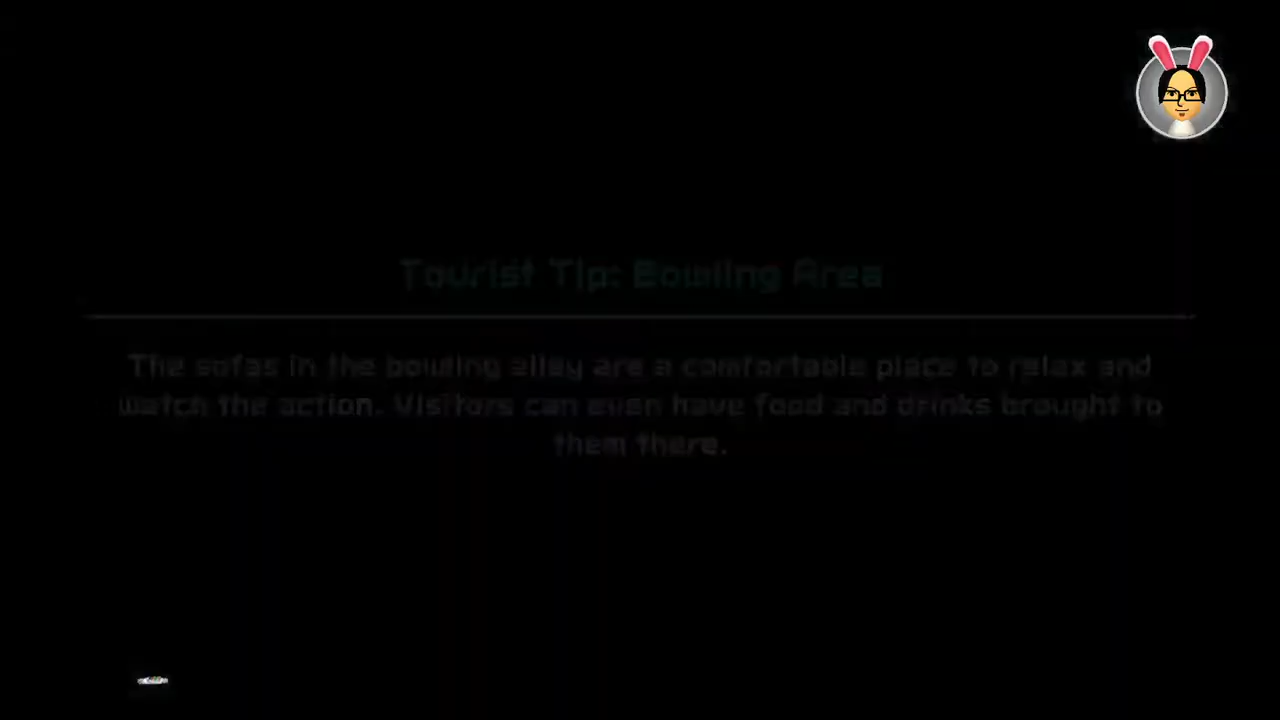 Tourist Tip: Bowling Area
The sofas in the bowling alley are a comfortable place to relax and
watch the action. Visitors can even have food and drinks brought to
them there.